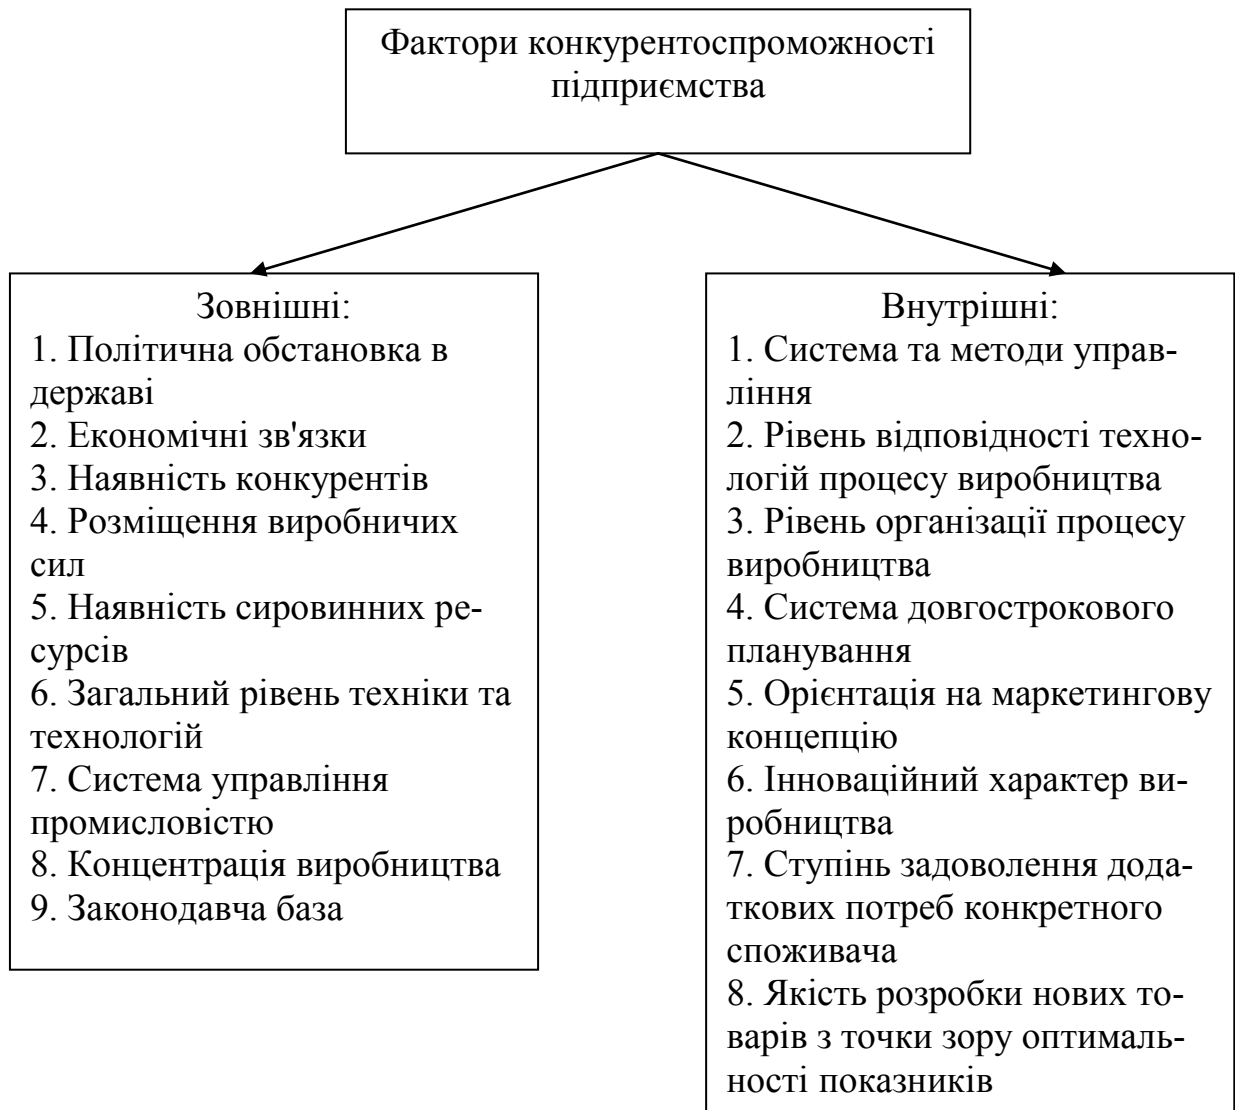 Фактори конкурентоспроможності
підприємства
Зовнішні:
1. Політична обстановка в
державі
2. Економічні зв'язки
3. Наявність конкурентів
4. Розміщення виробничих
сил
5. Наявність сировинних ре-
сурсів
6. Загальний рівень техніки та
технологій
7. Система управління
промисловістю
8. Концентрація виробництва
9. Законодавча база
Внутрішні:
1. Система та методи управ-
ління
2. Рівень відповідності техно-
логій процесу виробництва
3. Рівень організації процесу
виробництва
4. Система довгострокового
планування
5. Орієнтація на маркетингову
концепцію
6. Інноваційний характер ви-
робництва
7. Ступінь задоволення дода-
ткових потреб конкретного
споживача
8. Якість розробки нових то-
варів з точки зору оптималь-
ності показників